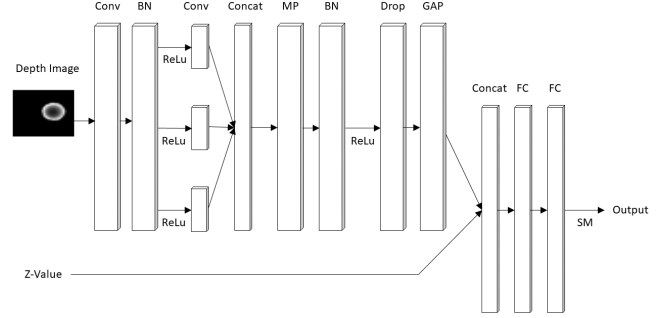 Conv BN Conv Concat MP BN Drop GAP
ReLu
Depth Image
Concat FC FC
ReLu ReLu
Output
ReLu SM
Z-Value